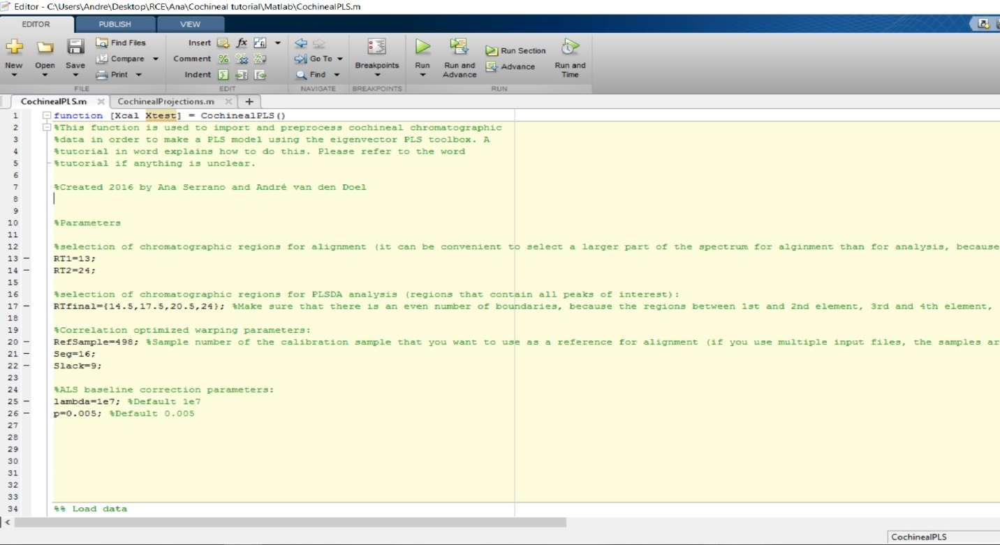 Editor - C:\Users\Andre\Desktop\RCE\Ana\Cochineal tutorial\Matlab\CochinealPLS.m
EDITOR PUBLISH VIEW
New Open Save Find Files Compare Print Insert fx Comment Indent Go To Find Breakpoints Run Run and Advance Run Section Advance Run and Time
FILE EDIT NAVIGATE BREAKPOINTS RUN
CochinealPLS.m × CochinealProjections.m × +
1 function [Xcal Xtest] = CochinealPLS()
2 %This function is used to import and preprocess cochineal chromatographic
3 %data in order to make a PLS model using the eigenvector PLS toolbox. A
4 %tutorial in word explains how to do this. Please refer to the word
5 %tutorial if anything is unclear.
6
7 %Created 2016 by Ana Serrano and André van den Doel
8
9
10 %Parameters
11
12 %selection of chromatographic regions for alignment (it can be convenient to select a larger part of the spectrum for alginment than for analysis, because
13 – RT1=13;
14 – RT2=24;
15
16 %selection of chromatographic regions for PLSDA analysis (regions that contain all peaks of interest):
17 – RTfinal={14.5,17.5,20.5,24}; %Make sure that there is an even number of boundaries, because the regions between 1st and 2nd element, 3rd and 4th element,
18
19 %Correlation optimized warping parameters:
20 – RefSample=498; %Sample number of the calibration sample that you want to use as a reference for alignment (if you use multiple input files, the samples ar
21 – Seg=16;
22 – Slack=9;
23
24 %ALS baseline correction parameters:
25 – lambda=1e7; %Default 1e7
26 – p=0.005; %Default 0.005
27
28
29
30
31
32
33
34 %% Load data
CochinealPLS